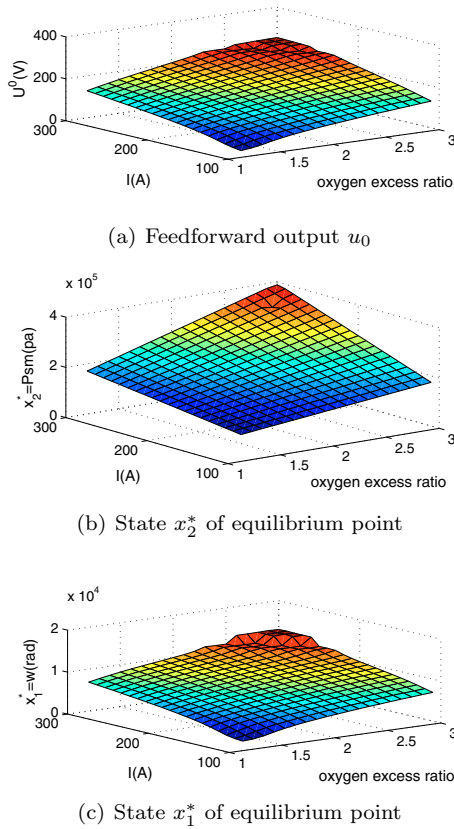 400
200
0
U⁰(V)
300
200
100
I(A)
1
1.5
2
2.5
3
oxygen excess ratio
(a) Feedforward output u₀
x 10⁵
4
2
0
x₂*=Psm(pa)
300
200
100
I(A)
1
1.5
2
2.5
3
oxygen excess ratio
(b) State x₂* of equilibrium point
x 10⁴
2
1
0
x₁*=w(rad)
300
200
100
I(A)
1
1.5
2
2.5
3
oxygen excess ratio
(c) State x₁* of equilibrium point